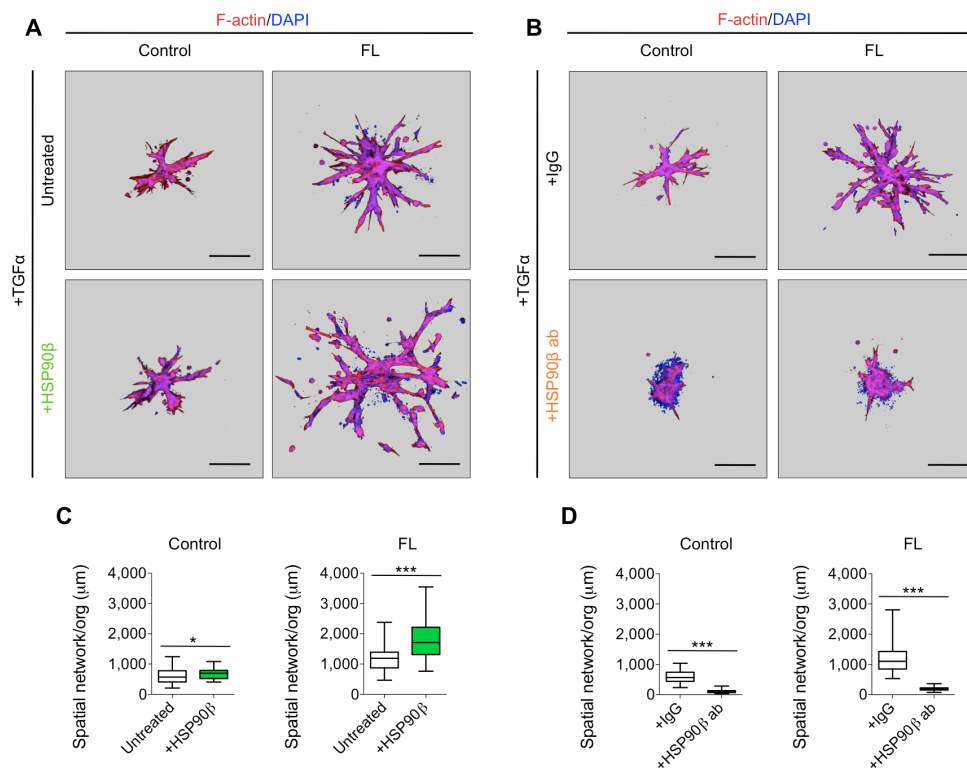 A
F-actin/DAPI
Control
FL
+TGFα
Untreated
+HSP90β
B
F-actin/DAPI
Control
FL
+TGFα
+IgG
+HSP90β ab
C
Control
Spatial network/org (μm)
4,000
3,000
2,000
1,000
0
*
Untreated
+HSP90β
FL
Spatial network/org (μm)
4,000
3,000
2,000
1,000
0
***
Untreated
+HSP90β
D
Control
Spatial network/org (μm)
4,000
3,000
2,000
1,000
0
***
+IgG
+HSP90β ab
FL
Spatial network/org (μm)
4,000
3,000
2,000
1,000
0
***
+IgG
+HSP90β ab